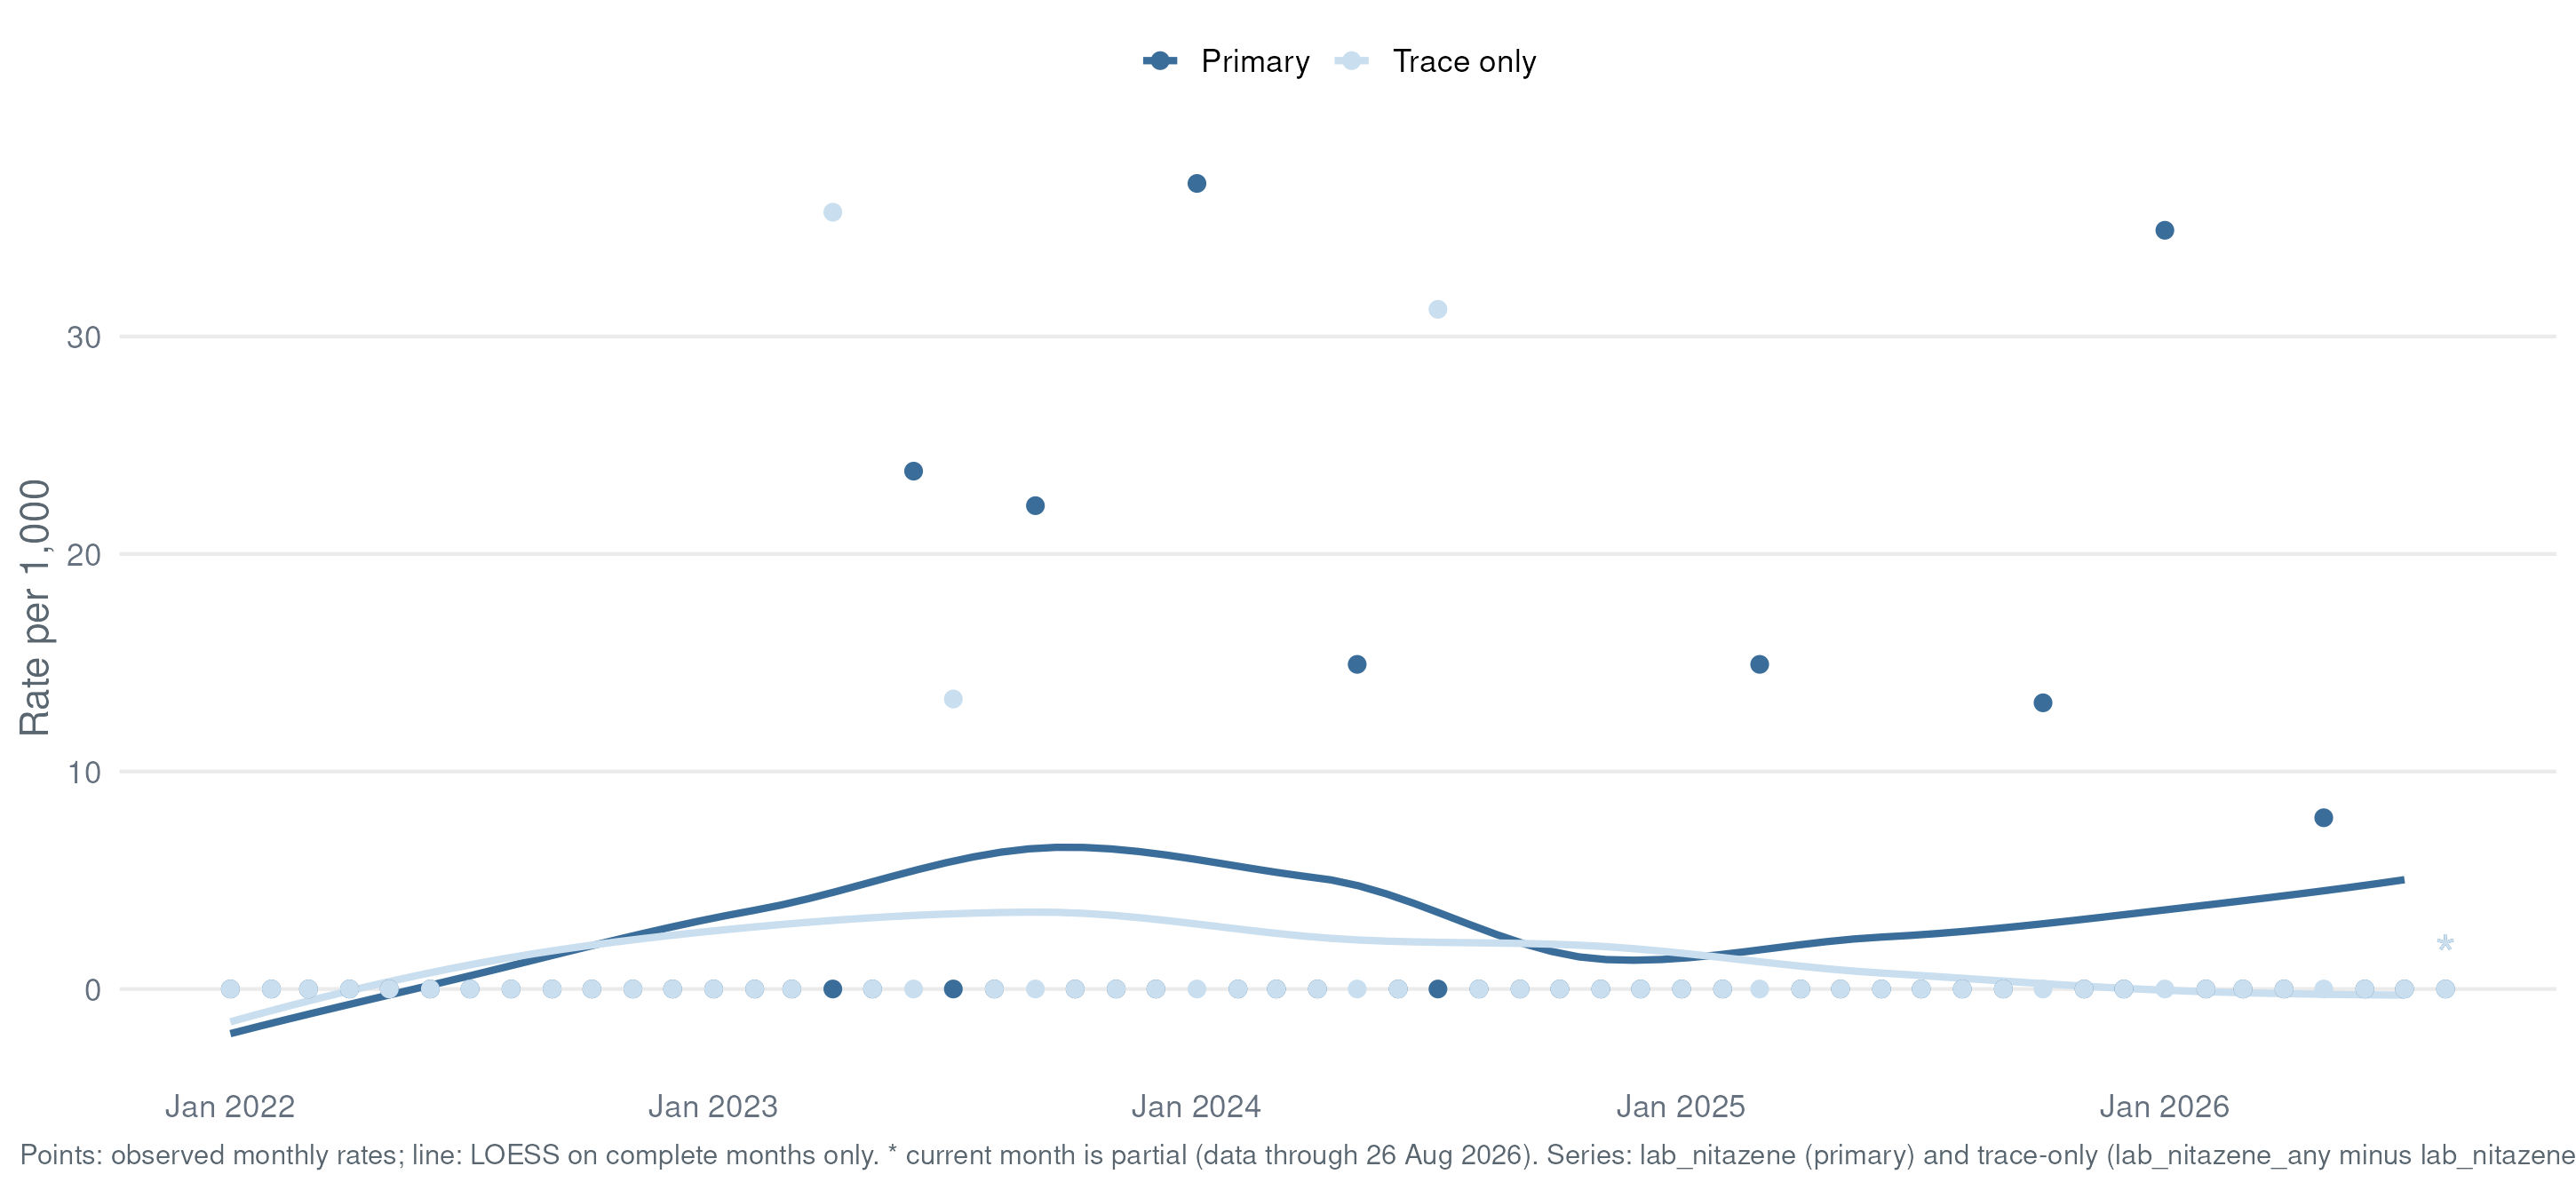 Primary Trace only
30
20
10
0
Rate per 1,000
Jan 2022 Jan 2023 Jan 2024 Jan 2025 Jan 2026
*
Points: observed monthly rates; line: LOESS on complete months only. * current month is partial (data through 26 Aug 2026). Series: lab_nitazene (primary) and trace-only (lab_nitazene_any minus lab_nitazene